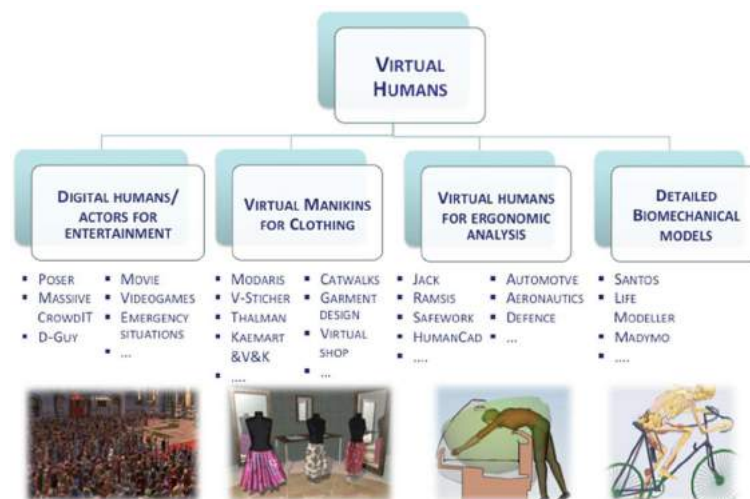 VIRTUAL
HUMANS
DIGITAL HUMANS/
ACTORS FOR
ENTERTAINMENT
VIRTUAL MANIKINS
FOR CLOTHING
VIRTUAL HUMANS
FOR ERGONOMIC
ANALYSIS
DETAILED
BIOMECHANICAL
MODELS
▪ POSER
▪ MASSIIVE
CROWDIT
▪ D-GUY
▪ MOVIE
▪ VIDEOGAMES
▪ EMERGENCY
SITUATIONS
▪ ...
▪ MODARIS
▪ V-STICHER
▪ THALMAN
▪ KAEMART
&V&K
▪ ....
▪ CATWALKS
▪ GARMENT
DESIGN
▪ VIRTUAL
SHOP
▪ ...
▪ JACK
▪ RAMSIS
▪ SAFEWORK
▪ HUMANCAD
▪ ....
▪ AUTOMOTVE
▪ AERONAUTICS
▪ DEFENCE
▪ ...
▪ SANTOS
▪ LIFE
MODELLER
▪ MADYMO
▪ ....